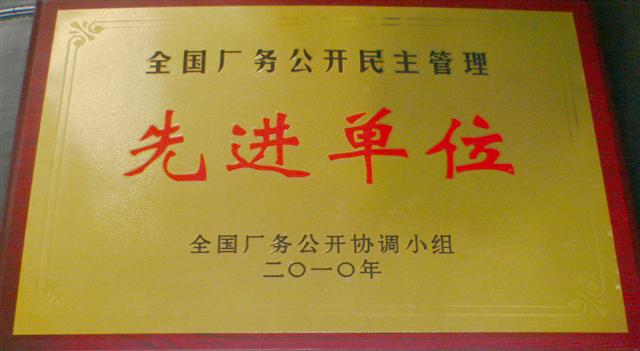 全国厂务公开民主管理
先进单位
全国厂务公开协调小组
二〇一〇年